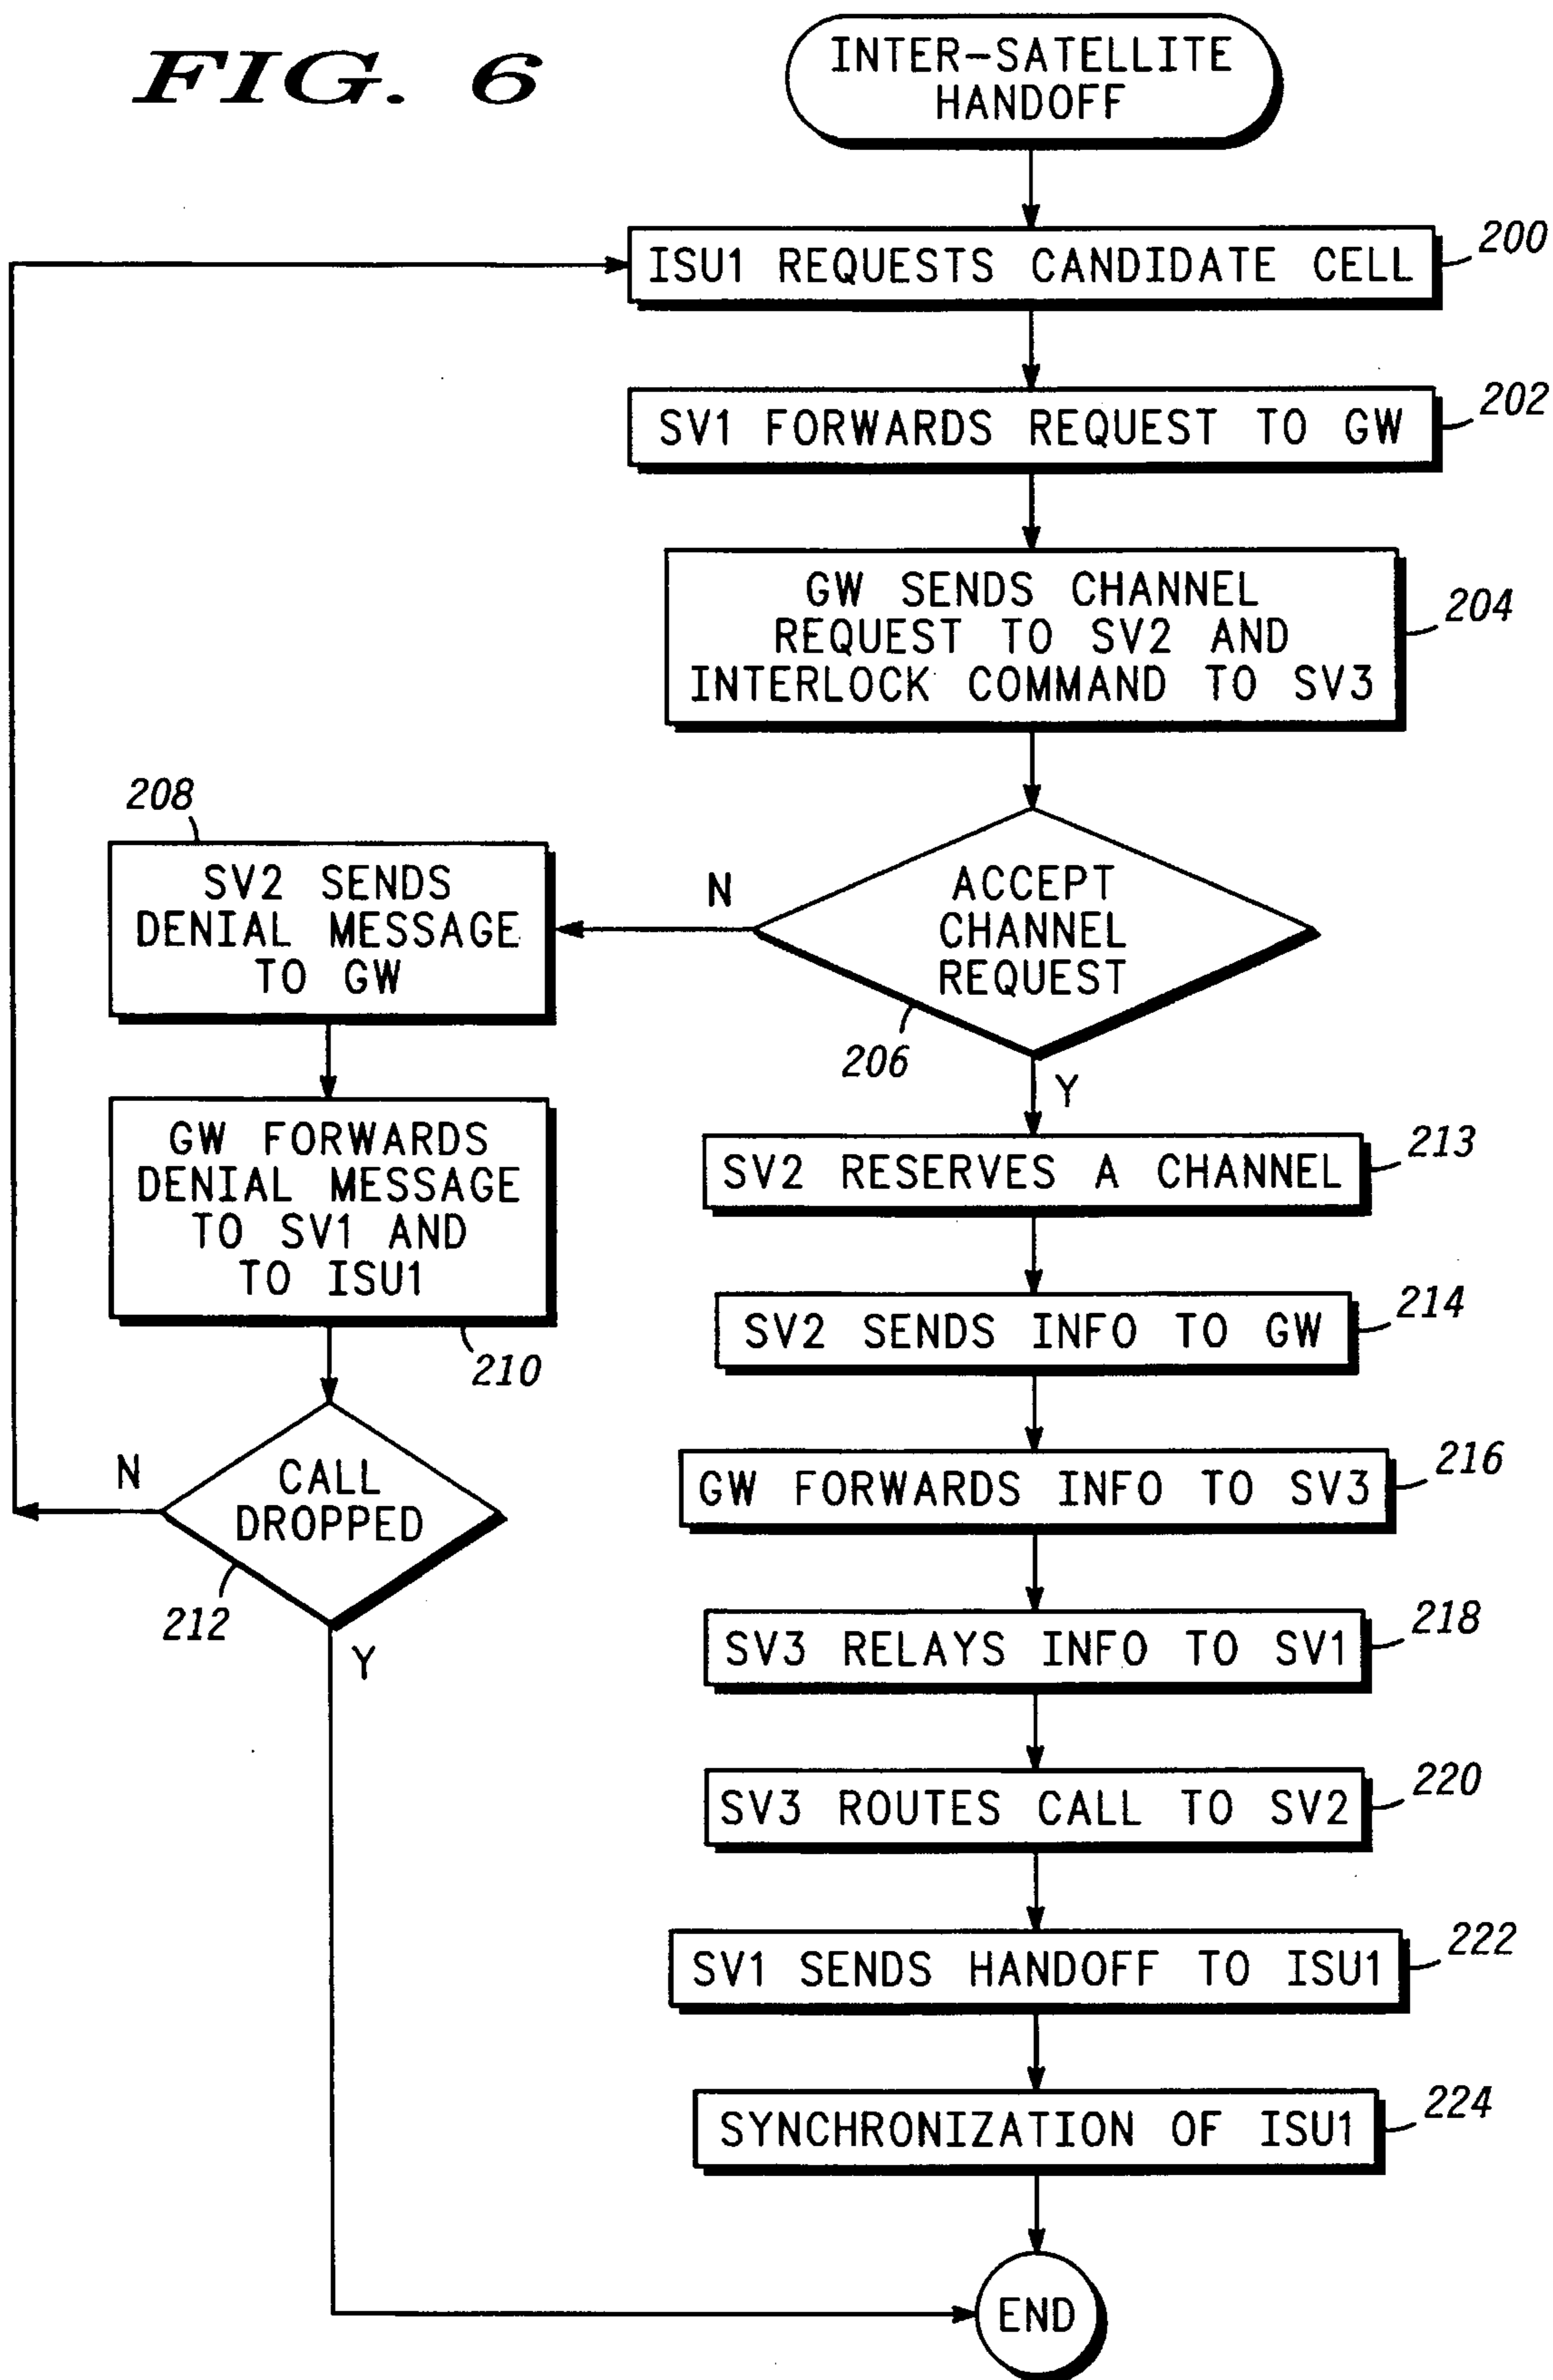 FIG. 6
INTER-SATELLITE
HANDOFF
ISU1 REQUESTS CANDIDATE CELL
200
SV1 FORWARDS REQUEST TO GW
202
GW SENDS CHANNEL
REQUEST TO SV2 AND
INTERLOCK COMMAND TO SV3
204
ACCEPT
CHANNEL
REQUEST
206
N
Y
208
SV2 SENDS
DENIAL MESSAGE
TO GW
GW FORWARDS
DENIAL MESSAGE
TO SV1 AND
TO ISU1
210
CALL
DROPPED
212
N
Y
SV2 RESERVES A CHANNEL
213
SV2 SENDS INFO TO GW
214
GW FORWARDS INFO TO SV3
216
SV3 RELAYS INFO TO SV1
218
SV3 ROUTES CALL TO SV2
220
SV1 SENDS HANDOFF TO ISU1
222
SYNCHRONIZATION OF ISU1
224
END